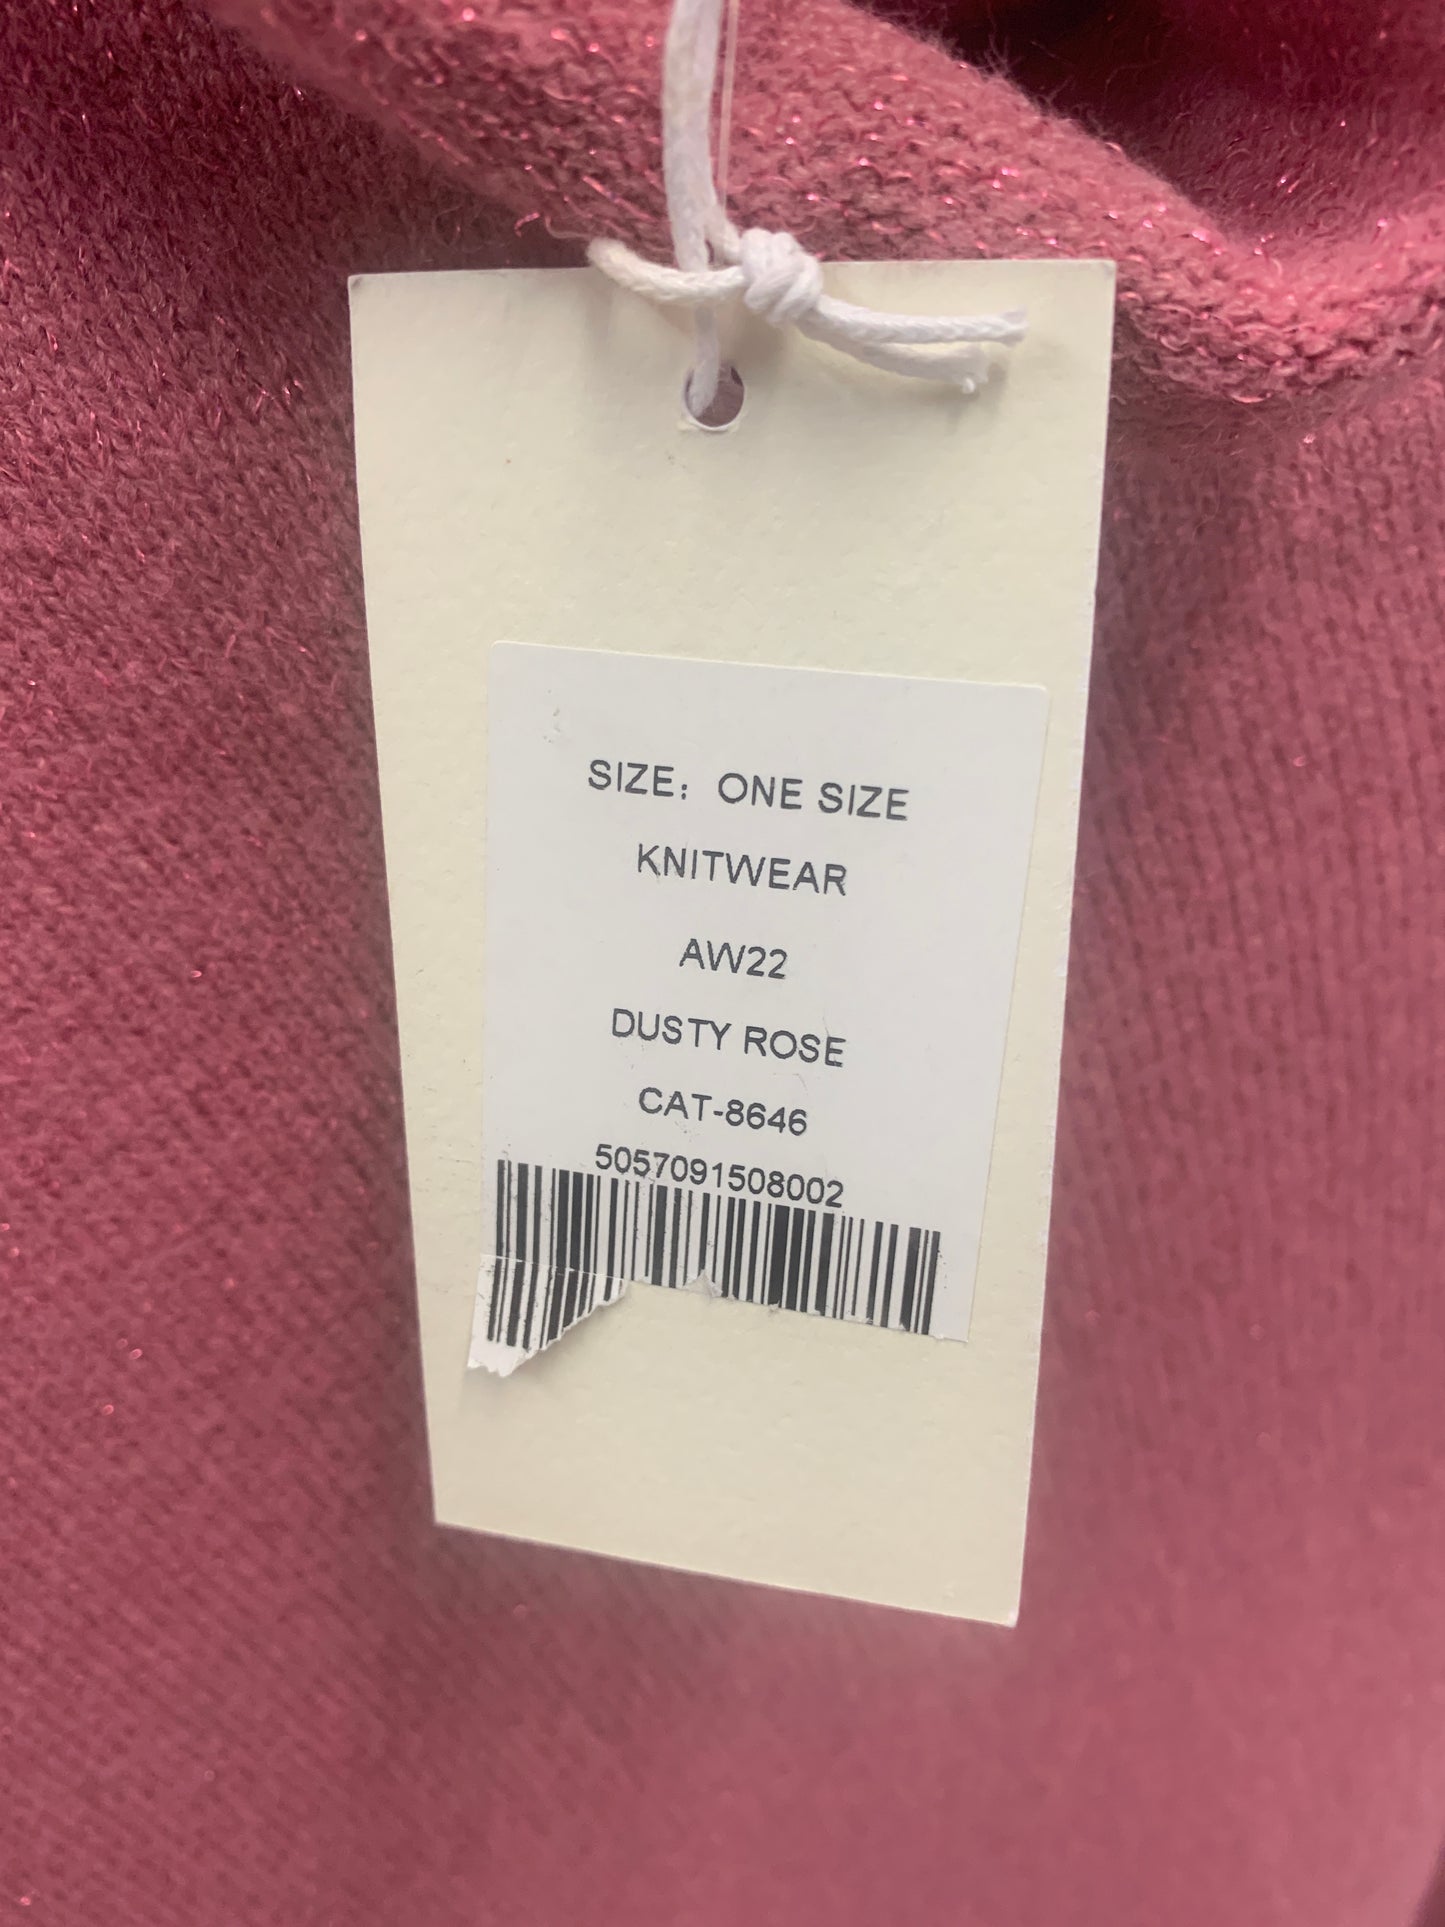 SIZE: ONE SIZE
KNITWEAR
AW22
DUSTY ROSE
CAT-8646
5057091508002